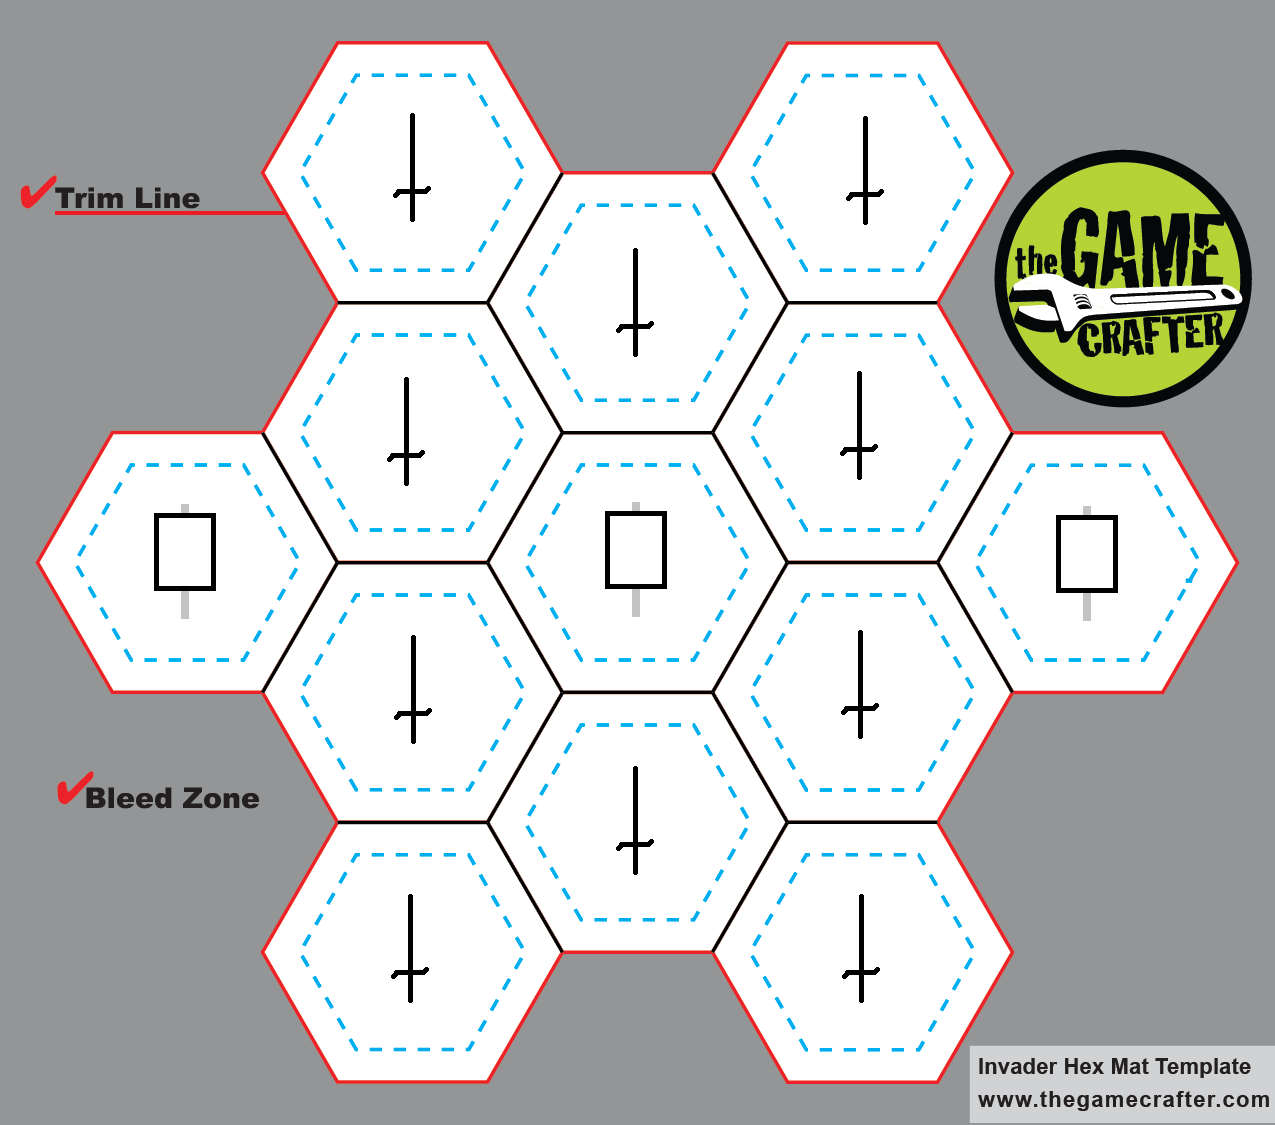 Trim Line
the GAME
CRAFTER
Bleed Zone
Invader Hex Mat Template
www.thegamecrafter.com